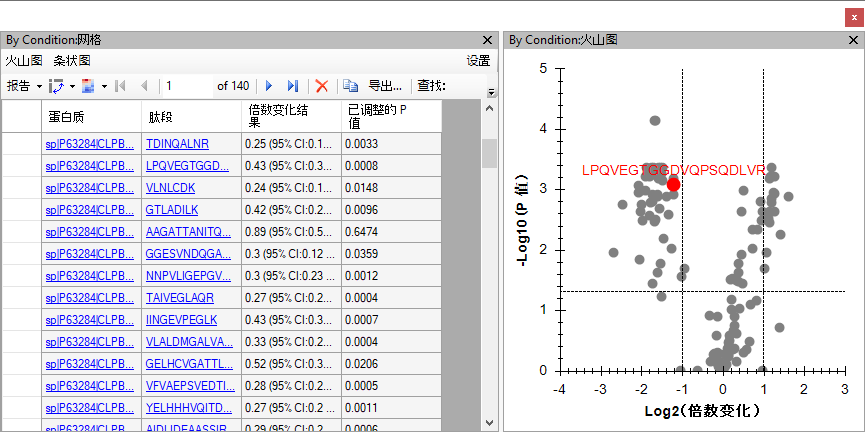 x
By Condition:网格
火山图 条状图 设置
报告 1 of 140 导出... 查找:
蛋白质 肽段 倍数变化结果 已调整的 P 值
sp|P63284|CLPB... TDINQALNR 0.25 (95% CI:0.1... 0.0033
sp|P63284|CLPB... LPQVEGTGGD... 0.43 (95% CI:0.3... 0.0008
sp|P63284|CLPB... VLNLCDK 0.24 (95% CI:0.1... 0.0148
sp|P63284|CLPB... GTLADILK 0.42 (95% CI:0.2... 0.0096
sp|P63284|CLPB... AAGATTANITQ... 0.89 (95% CI:0.5... 0.6474
sp|P63284|CLPB... GGESVNDQGA... 0.3 (95% CI:0.12 ... 0.0359
sp|P63284|CLPB... NNPVLIGEPGV... 0.3 (95% CI:0.23 ... 0.0012
sp|P63284|CLPB... TAIVEGLAQR 0.27 (95% CI:0.2... 0.0004
sp|P63284|CLPB... IINGEVPEGLK 0.43 (95% CI:0.3... 0.0007
sp|P63284|CLPB... VLALDMGALVA... 0.33 (95% CI:0.2... 0.0004
sp|P63284|CLPB... GELHCVGATTL... 0.52 (95% CI:0.3... 0.0206
sp|P63284|CLPB... VFVAEPSVEDTI... 0.28 (95% CI:0.2... 0.0005
sp|P63284|CLPB... YELHHHVQITD... 0.27 (95% CI:0.2 ... 0.0011
sp|P63284|CLPB... AIDLIDEAASSIR 0.29 (95% CI:0.2... 0.0006
By Condition:火山图
5
4
LPQVEGTGGDVQPSQDLVR
3
2
1
0
-Log10 (P 值)
-4 -3 -2 -1 0 1 2 3
Log2(倍数变化)